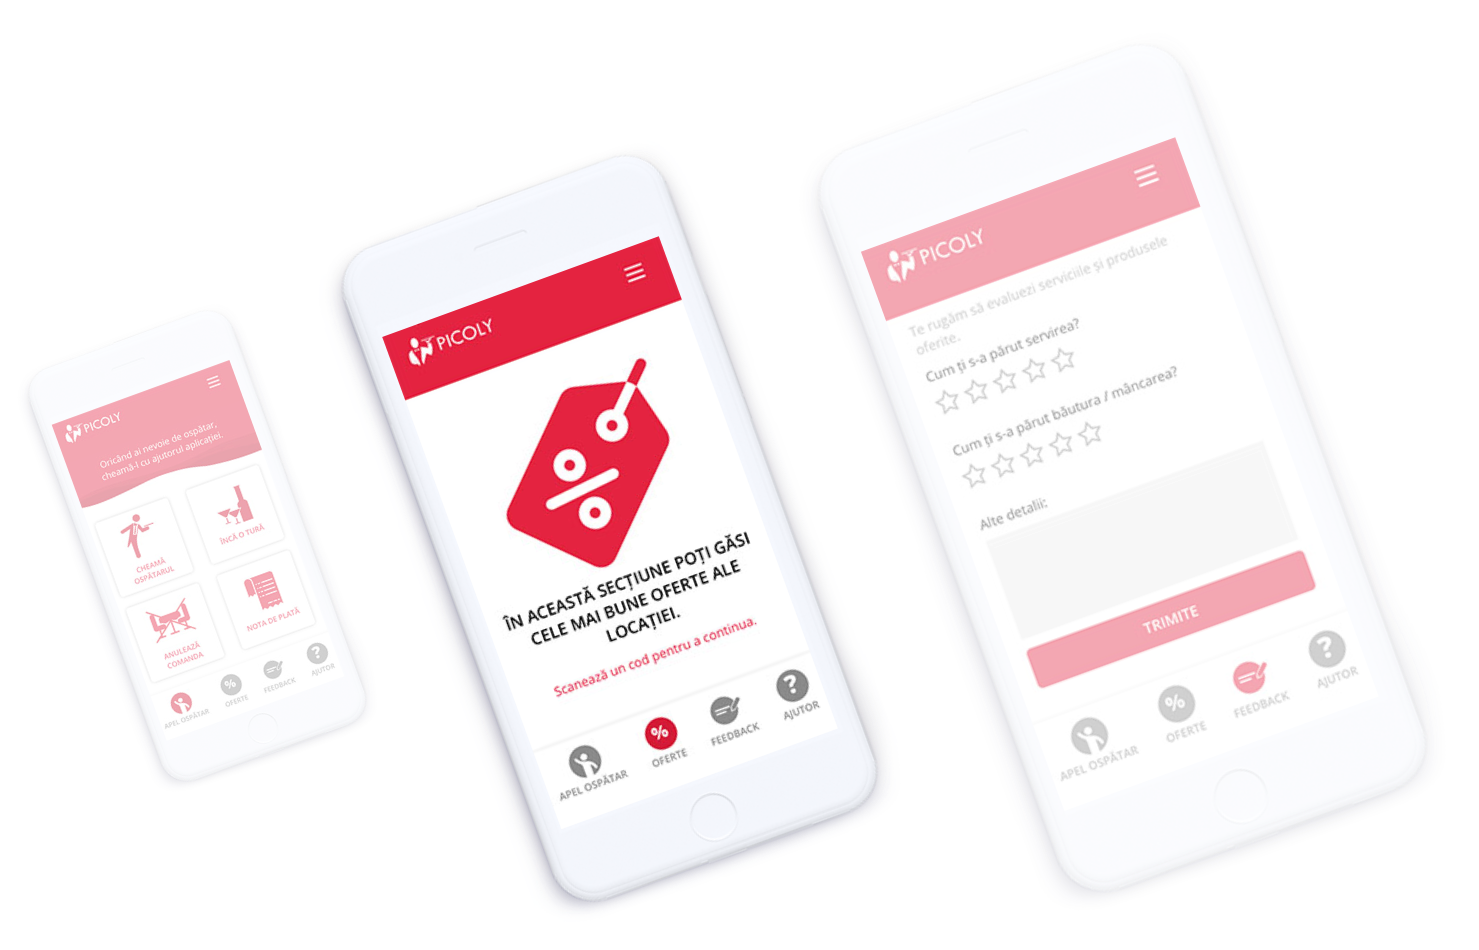 PICOLY
Oricând ai nevoie de ospătar,
cheamă-l cu ajutorul aplicației.
CHEAMĂ
OSPĂTARUL
ÎNCĂ O TURĂ
ANULEAZĂ
COMANDA
NOTA DE PLATĂ
APEL OSPĂTAR
OFERTE
FEEDBACK
AJUTOR
PICOLY
ÎN ACEASTĂ SECȚIUNE POȚI GĂSI
CELE MAI BUNE OFERTE ALE
LOCAȚIEI.
Scanează un cod pentru a continua.
APEL OSPĂTAR
OFERTE
FEEDBACK
AJUTOR
PICOLY
Te rugăm să evaluezi serviciile și produsele
oferite.
Cum ți s-a părut servirea?
Cum ți s-a părut băutura / mâncarea?
Alte detalii:
TRIMITE
APEL OSPĂTAR
OFERTE
FEEDBACK
AJUTOR